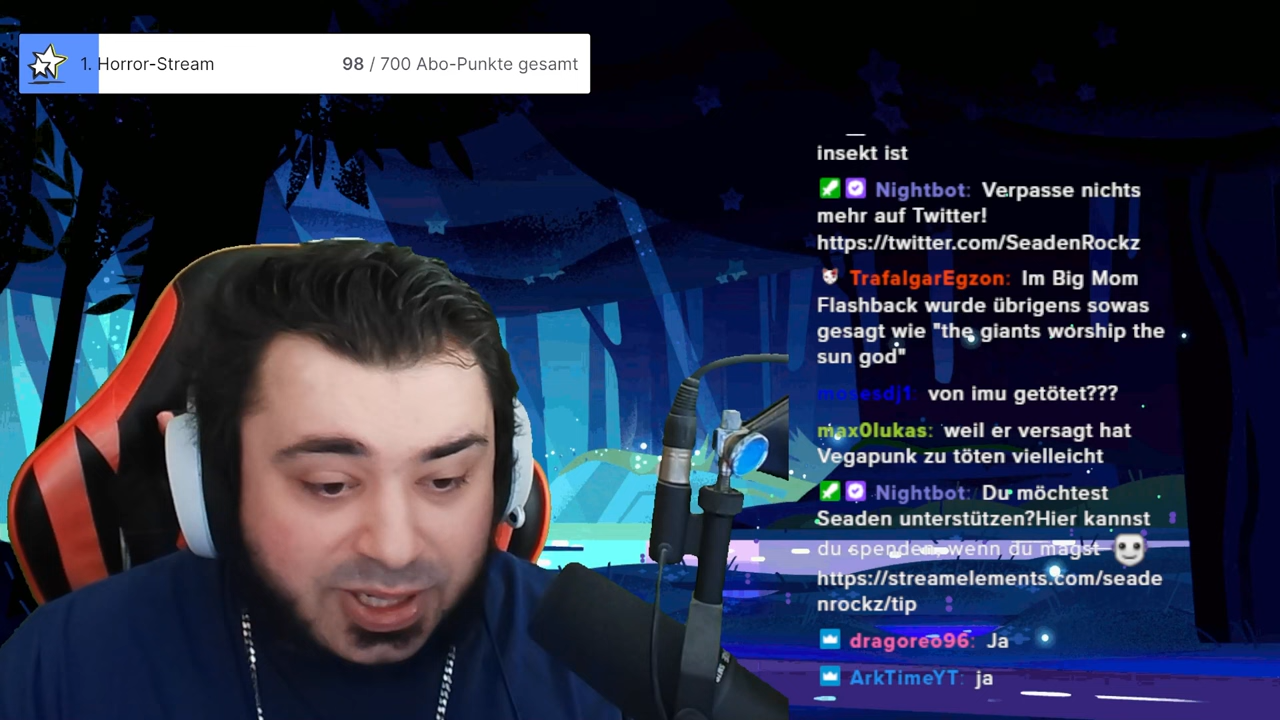 1. Horror-Stream 98 / 700 Abo-Punkte gesamt
insekt ist
Nightbot: Verpasse nichts
mehr auf Twitter!
https://twitter.com/SeadenRockz
TrafalgarEgzon: Im Big Mom
Flashback wurde übrigens sowas
gesagt wie "the giants worship the
sun god"
mosesdj1: von imu getötet???
max0lukas: weil er versagt hat
Vegapunk zu töten vielleicht
Nightbot: Du möchtest
Seaden unterstützen?Hier kannst
du spenden wenn du magst
https://streamelements.com/seade
nrockz/tip
dragoreo96: Ja
ArkTimeYT: ja